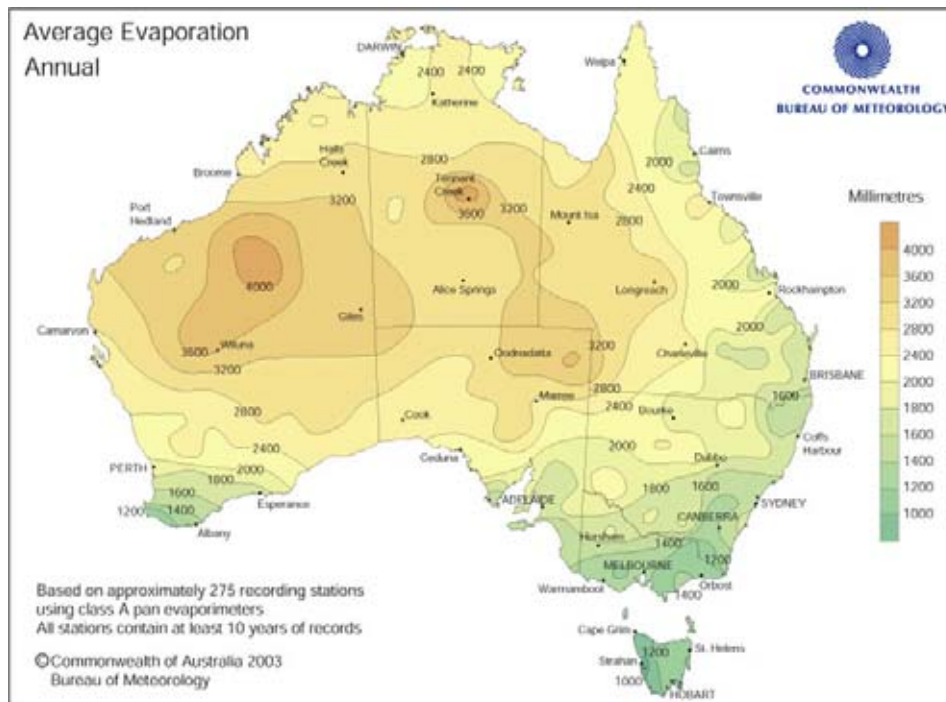 Average Evaporation
Annual
COMMONWEALTH
BUREAU OF METEOROLOGY
DARWIN
2400
2400
Katherine
Weipa
2000
Cairns
Halls
Creek
2800
Broome
Tennant
Creek
2400
Townsville
3200
3600
3200
Mount Isa
2800
Port
Hedland
4000
Alice Springs
Longreach
2000
Rockhampton
Giles
Carnarvon
2000
3600
Wiluna
3200
Oodnadatta
3200
Charleville
BRISBANE
2800
2800
Marree
1600
2400
Bourke
Cook
2400
2000
Coffs
Harbour
PERTH
2000
Ceduna
Dubbo
1800
1600
1600
1800
SYDNEY
1200
1400
Esperance
ADELAIDE
CANBERRA
Albany
Horsham
1400
MELBOURNE
1200
Warrnambool
Orbost
1400
Cape Grim
1200
St. Helens
Strahan
1000
HOBART
Millimetres
4000
3600
3200
2800
2400
2000
1800
1600
1400
1200
1000
Based on approximately 275 recording stations
using class A pan evaporimeters
All stations contain at least 10 years of records
©Commonwealth of Australia 2003
Bureau of Meteorology